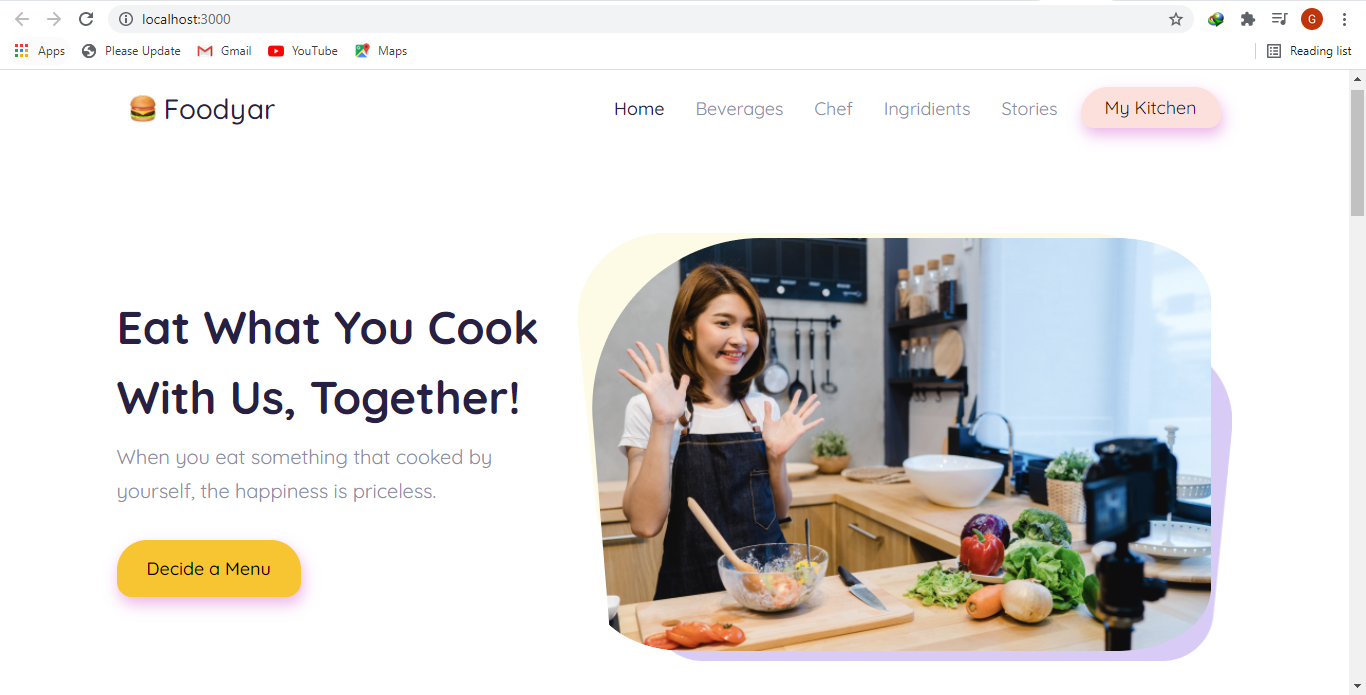 localhost:3000
G
Apps Please Update Gmail YouTube Maps Reading list
Foodyar Home Beverages Chef Ingridients Stories My Kitchen
Eat What You Cook
With Us, Together!
When you eat something that cooked by
yourself, the happiness is priceless.
Decide a Menu